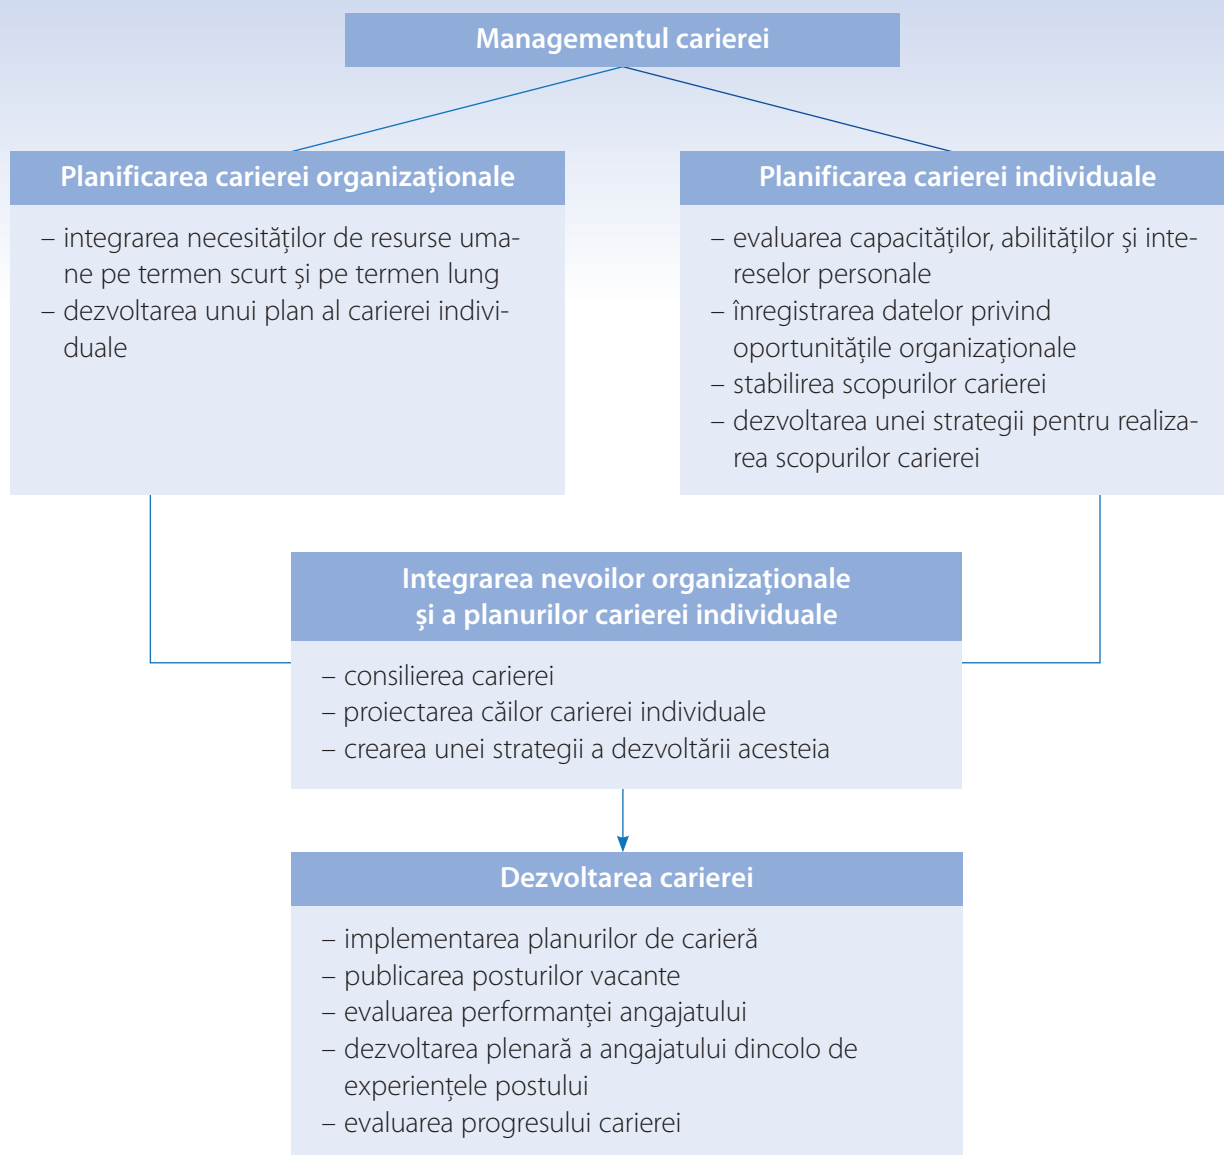 Managementul carierei
Planificarea carierei organizaționale
– integrarea necesităților de resurse uma-
ne pe termen scurt și pe termen lung
– dezvoltarea unui plan al carierei indivi-
duale
Planificarea carierei individuale
– evaluarea capacităților, abilităților și inte-
reselor personale
– înregistrarea datelor privind
oportunitățile organizaționale
– stabilirea scopurilor carierei
– dezvoltarea unei strategii pentru realiza-
rea scopurilor carierei
Integrarea nevoilor organizaționale
și a planurilor carierei individuale
– consilierea carierei
– proiectarea căilor carierei individuale
– crearea unei strategii a dezvoltării acesteia
Dezvoltarea carierei
– implementarea planurilor de carieră
– publicarea posturilor vacante
– evaluarea performanței angajatului
– dezvoltarea plenară a angajatului dincolo de
experiențele postului
– evaluarea progresului carierei